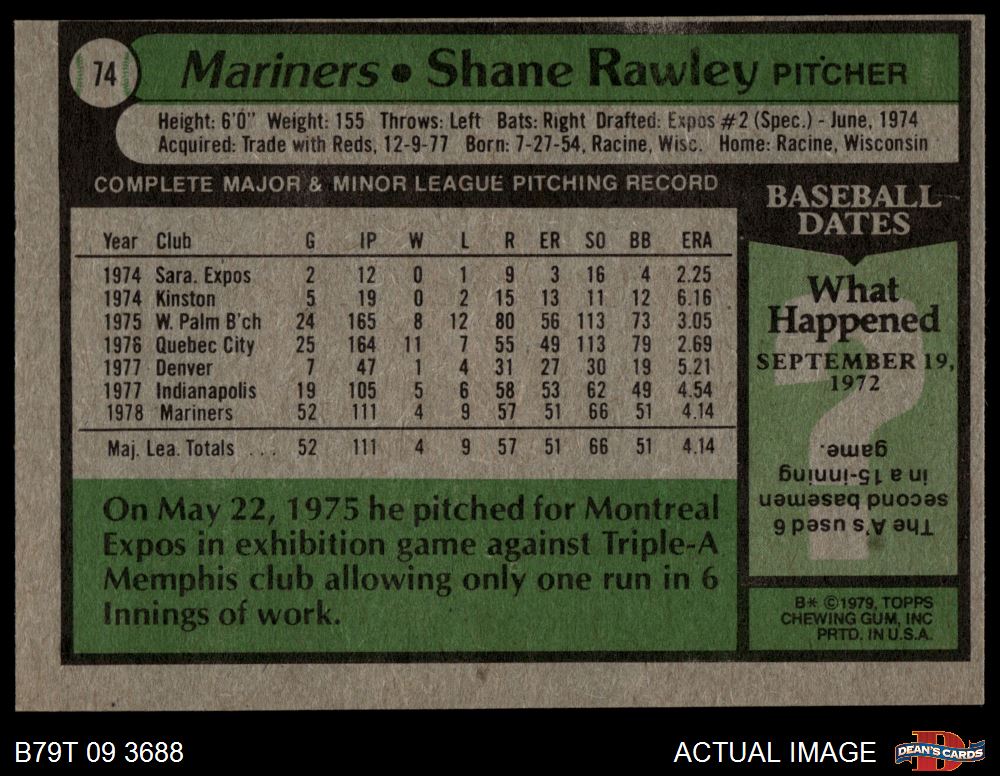 74
Mariners • Shane Rawley PITCHER
Height: 6'0" Weight: 155 Throws: Left Bats: Right Drafted: Expos #2 (Spec.) - June, 1974
Acquired: Trade with Reds, 12-9-77 Born: 7-27-54, Racine, Wisc. Home: Racine, Wisconsin
COMPLETE MAJOR & MINOR LEAGUE PITCHING RECORD
Year Club G IP W L R ER SO BB ERA
1974 Sara. Expos 2 12 0 1 9 3 16 4 2.25
1974 Kinston 5 19 0 2 15 13 11 12 6.16
1975 W. Palm B'ch 24 165 8 12 80 56 113 73 3.05
1976 Quebec City 25 164 11 7 55 49 113 79 2.69
1977 Denver 7 47 1 4 31 27 30 19 5.21
1977 Indianapolis 19 105 5 6 58 53 62 49 4.54
1978 Mariners 52 111 4 9 57 51 66 51 4.14
Maj. Lea. Totals ... 52 111 4 9 57 51 66 51 4.14
On May 22, 1975 he pitched for Montreal
Expos in exhibition game against Triple-A
Memphis club allowing only one run in 6
Innings of work.
BASEBALL
DATES
What
Happened
SEPTEMBER 19,
1972
?
The A's used 6
second basemen
in a 15-inning
game.
B* ©1979, TOPPS
CHEWING GUM, INC
PRTD. IN U.S.A.
B79T 09 3688
ACTUAL IMAGE
DEAN'S CARDS